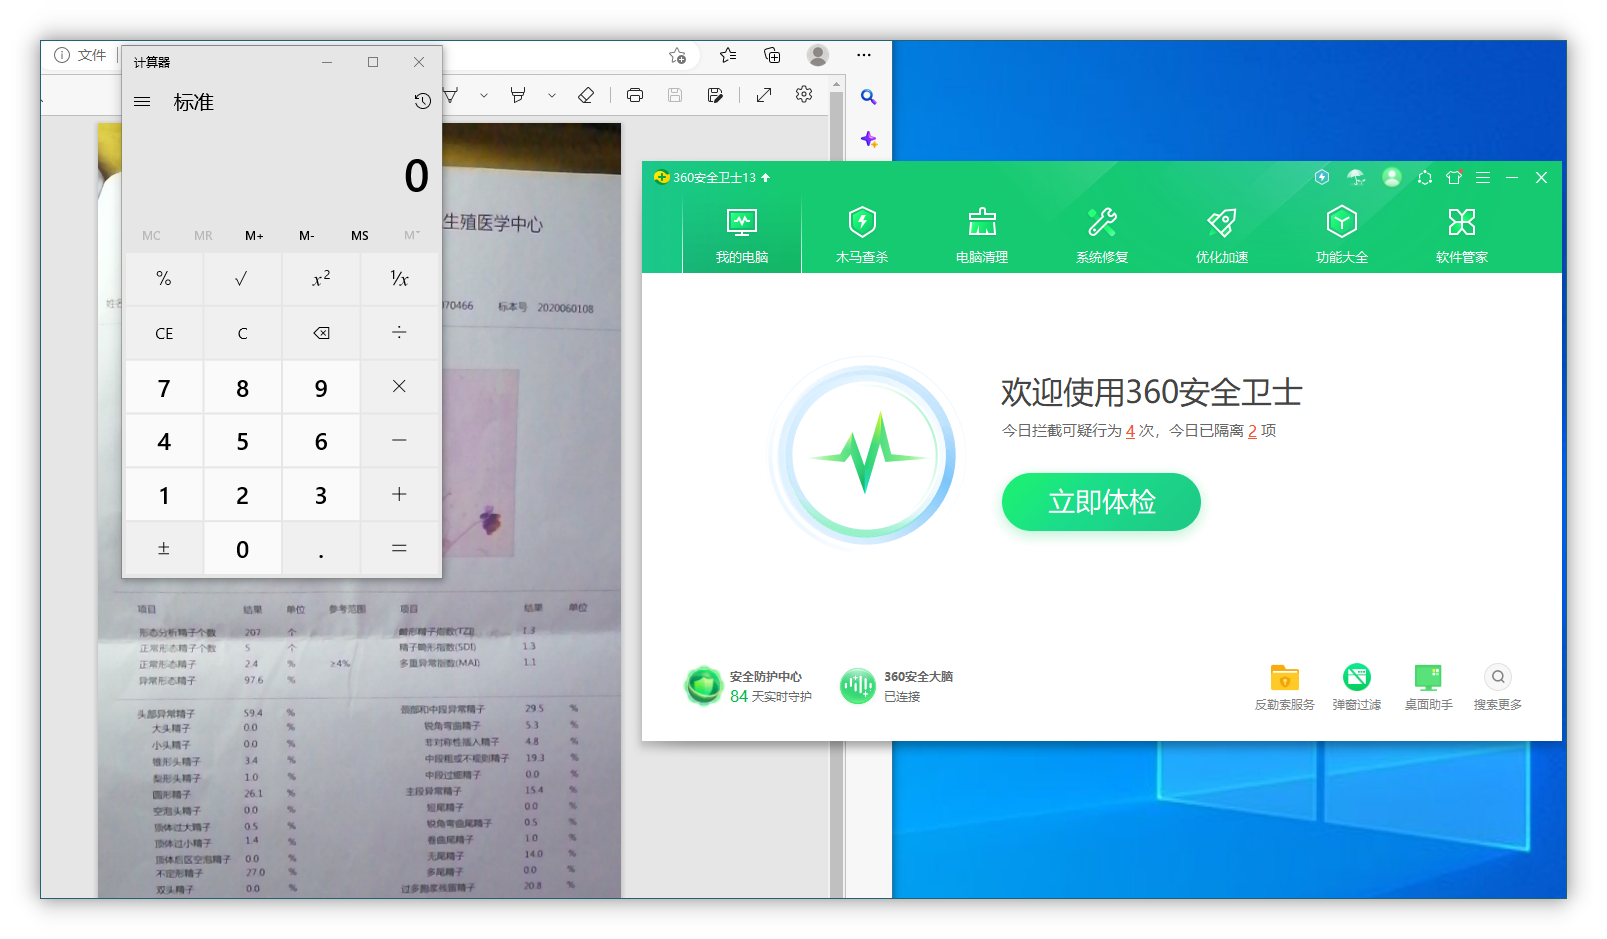 文件
计算器
标准
0
MC MR M+ M- MS M˅
% √ x² ¹/x
CE C ÷
7 8 9 ×
4 5 6 −
1 2 3 +
± 0 . =
生殖医学中心
070466 标本号 2020060108
项目 结果 单位 参考范围 项目 结果 单位
形态分析精子个数 207 个 畸形精子指数(TZI) 1.3
正常形态精子个数 5 个 精子畸形指数(SDI) 1.3
正常形态精子 2.4 % ≥4% 多重异常指数(MAI) 1.1
异常形态精子 97.6 %
头部异常精子 59.4 % 颈部和中段异常精子 29.5 %
大头精子 0.0 % 锐角弯曲精子 5.3 %
小头精子 0.0 % 非对称性插入精子 4.8 %
锥形头精子 3.4 % 中段粗或不规则精子 19.3 %
梨形头精子 1.0 % 中段过细精子 0.0 %
圆形精子 26.1 % 主段异常精子 15.4 %
空泡头精子 0.0 % 短尾精子 0.0 %
顶体过大精子 0.5 % 锐角弯曲尾精子 0.5 %
顶体过小精子 1.4 % 卷曲尾精子 1.0 %
顶体后区空泡精子 0.0 % 无尾精子 14.0 %
不定形精子 27.0 % 多尾精子 0.0 %
双头精子 0.0 % 过多胞浆残留精子 20.8 %
360安全卫士13
我的电脑 木马查杀 电脑清理 系统修复 优化加速 功能大全 软件管家
欢迎使用360安全卫士
今日拦截可疑行为 4 次，今日已隔离 2 项
立即体检
安全防护中心
84 天实时守护
360安全大脑
已连接
反勒索服务 弹窗过滤 桌面助手 搜索更多